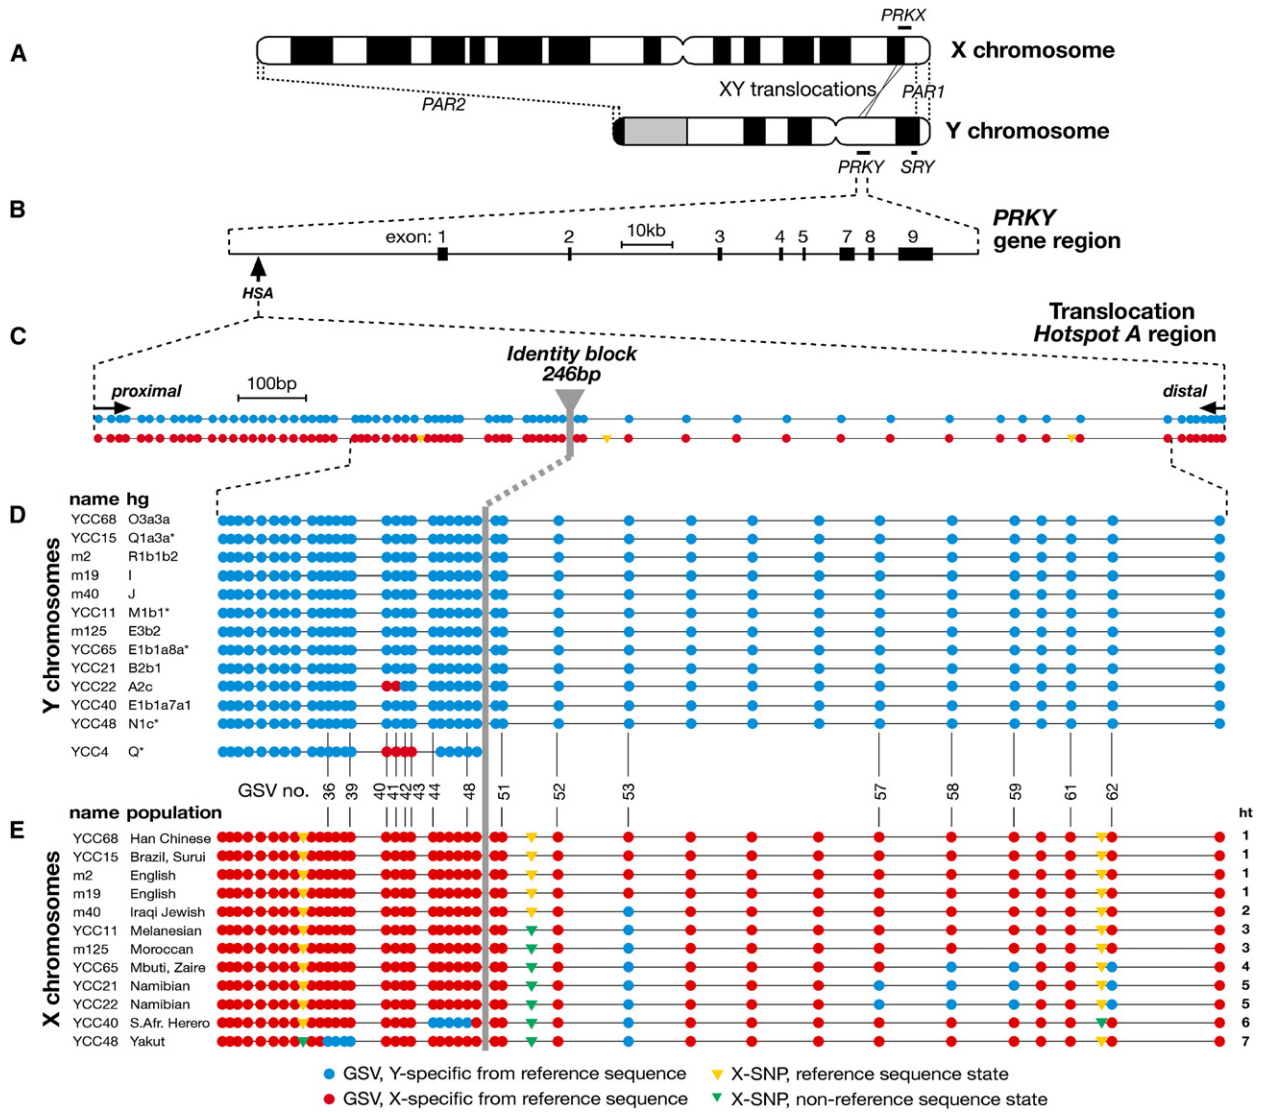 PRKX
A
X chromosome
XY translocations
PAR1
PAR2
Y chromosome
PRKY SRY
B
PRKY
gene region
exon: 1 2 10kb 3 4 5 7 8 9
HSA
Translocation
Hotspot A region
C
Identity block
246bp
proximal
100bp
distal
name hg
D
Y chromosomes
YCC68 O3a3a
YCC15 Q1a3a*
m2 R1b1b2
m19 I
m40 J
YCC11 M1b1*
m125 E3b2
YCC65 E1b1a8a*
YCC21 B2b1
YCC22 A2c
YCC40 E1b1a7a1
YCC48 N1c*
YCC4 Q*
GSV no. 36 39 40 41 42 43 44 48 51 52 53 57 58 59 61 62
name population ht
E
X chromosomes
YCC68 Han Chinese 1
YCC15 Brazil, Surui 1
m2 English 1
m19 English 1
m40 Iraqi Jewish 2
YCC11 Melanesian 3
m125 Moroccan 3
YCC65 Mbuti, Zaire 4
YCC21 Namibian 5
YCC22 Namibian 5
YCC40 S.Afr. Herero 6
YCC48 Yakut 7
GSV, Y-specific from reference sequence
X-SNP, reference sequence state
GSV, X-specific from reference sequence
X-SNP, non-reference sequence state